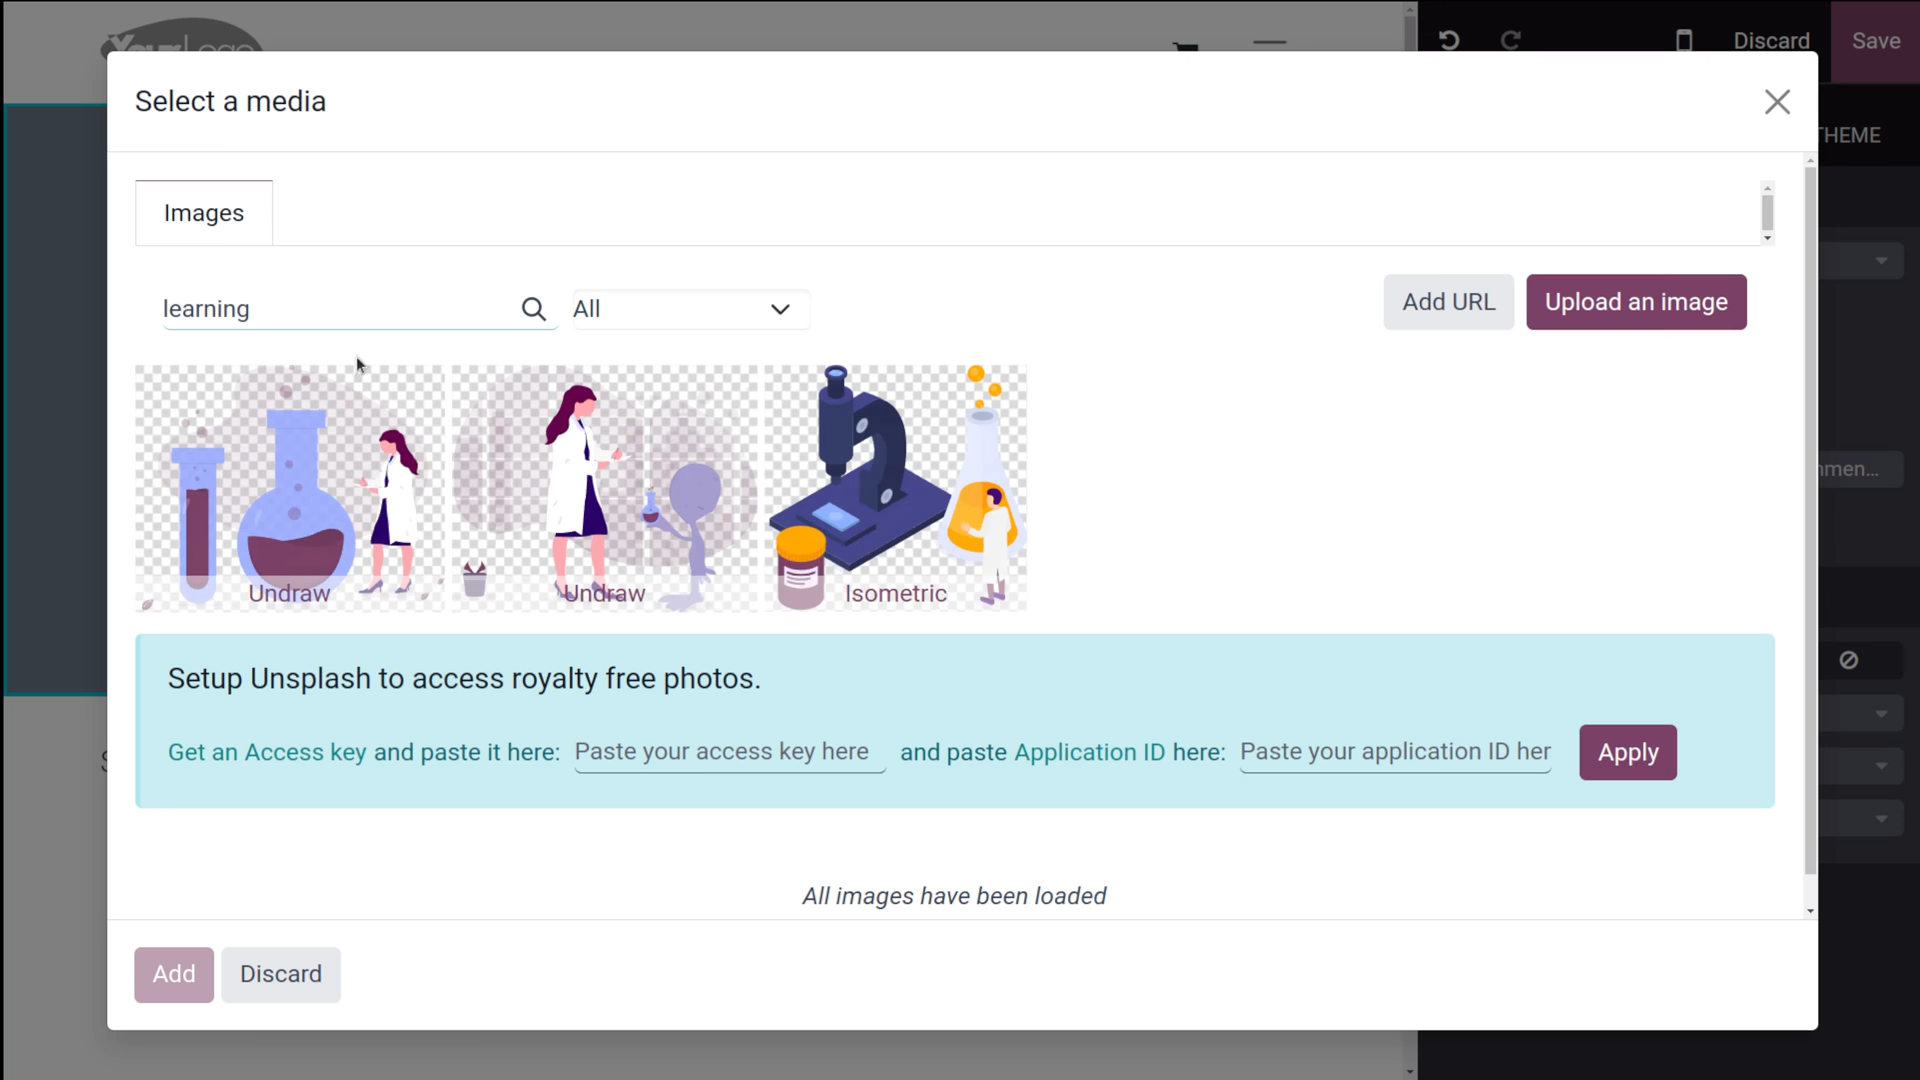 Your Logo
Discard
Save
Select a media
THEME
Images
learning
All
Add URL
Upload an image
Undraw
Undraw
Isometric
Setup Unsplash to access royalty free photos.
Get an Access key and paste it here: Paste your access key here and paste Application ID here: Paste your application ID her
Apply
All images have been loaded
Add
Discard